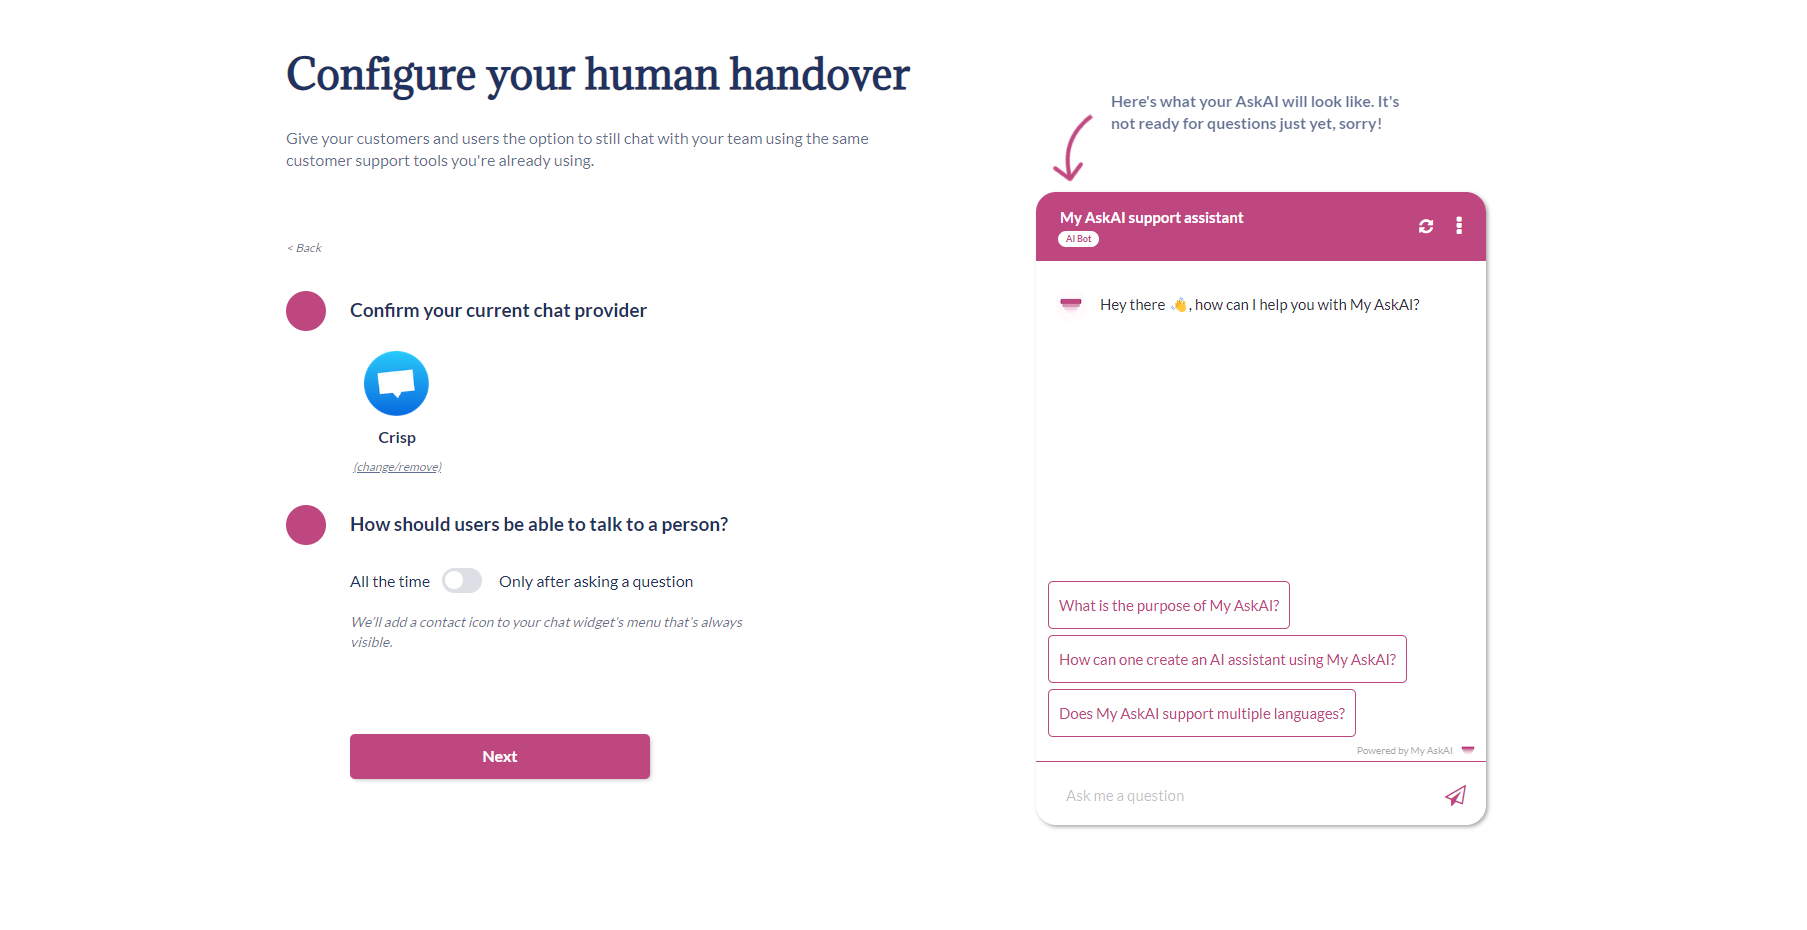 Configure your human handover
Give your customers and users the option to still chat with your team using the same
customer support tools you're already using.
< Back
Confirm your current chat provider
Crisp
(change/remove)
How should users be able to talk to a person?
All the time
Only after asking a question
We'll add a contact icon to your chat widget's menu that's always
visible.
Next
Here's what your AskAI will look like. It's
not ready for questions just yet, sorry!
My AskAI support assistant
AI Bot
Hey there 👋, how can I help you with My AskAI?
What is the purpose of My AskAI?
How can one create an AI assistant using My AskAI?
Does My AskAI support multiple languages?
Powered by My AskAI
Ask me a question